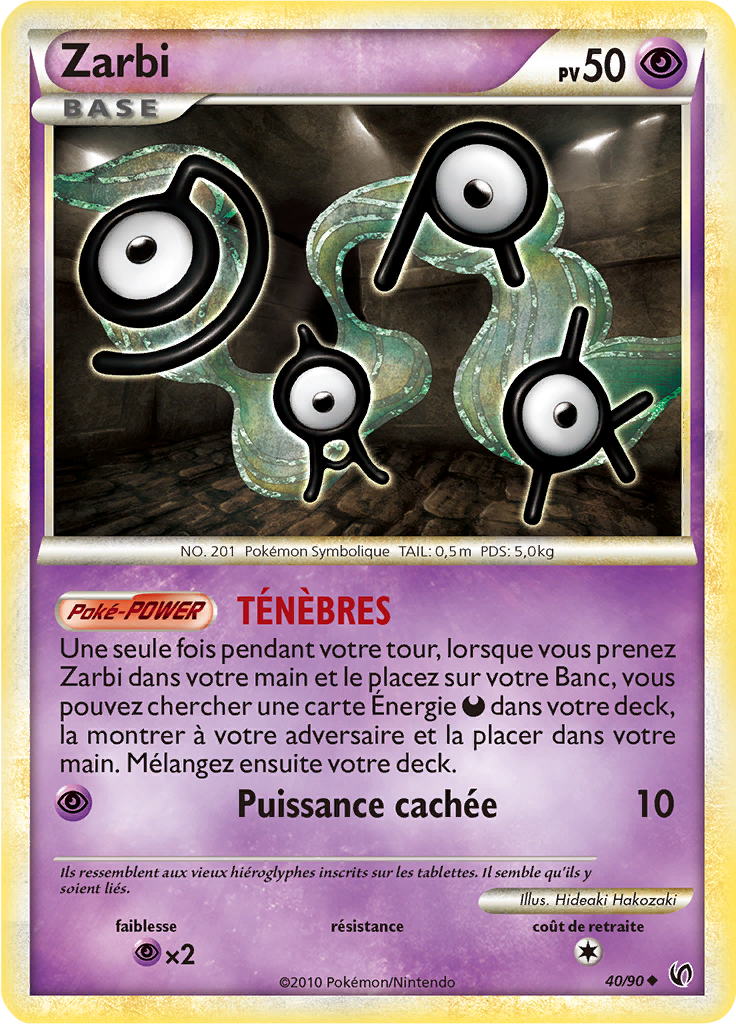 Zarbi
PV 50
BASE
NO. 201 Pokémon Symbolique TAIL: 0,5m PDS: 5,0kg
Poké-POWER TÉNÈBRES
Une seule fois pendant votre tour, lorsque vous prenez
Zarbi dans votre main et le placez sur votre Banc, vous
pouvez chercher une carte Énergie dans votre deck,
la montrer à votre adversaire et la placer dans votre
main. Mélangez ensuite votre deck.
Puissance cachée 10
Ils ressemblent aux vieux hiéroglyphes inscrits sur les tablettes. Il semble qu'ils y
soient liés.
Illus. Hideaki Hakozaki
faiblesse résistance coût de retraite
×2
©2010 Pokémon/Nintendo 40/90